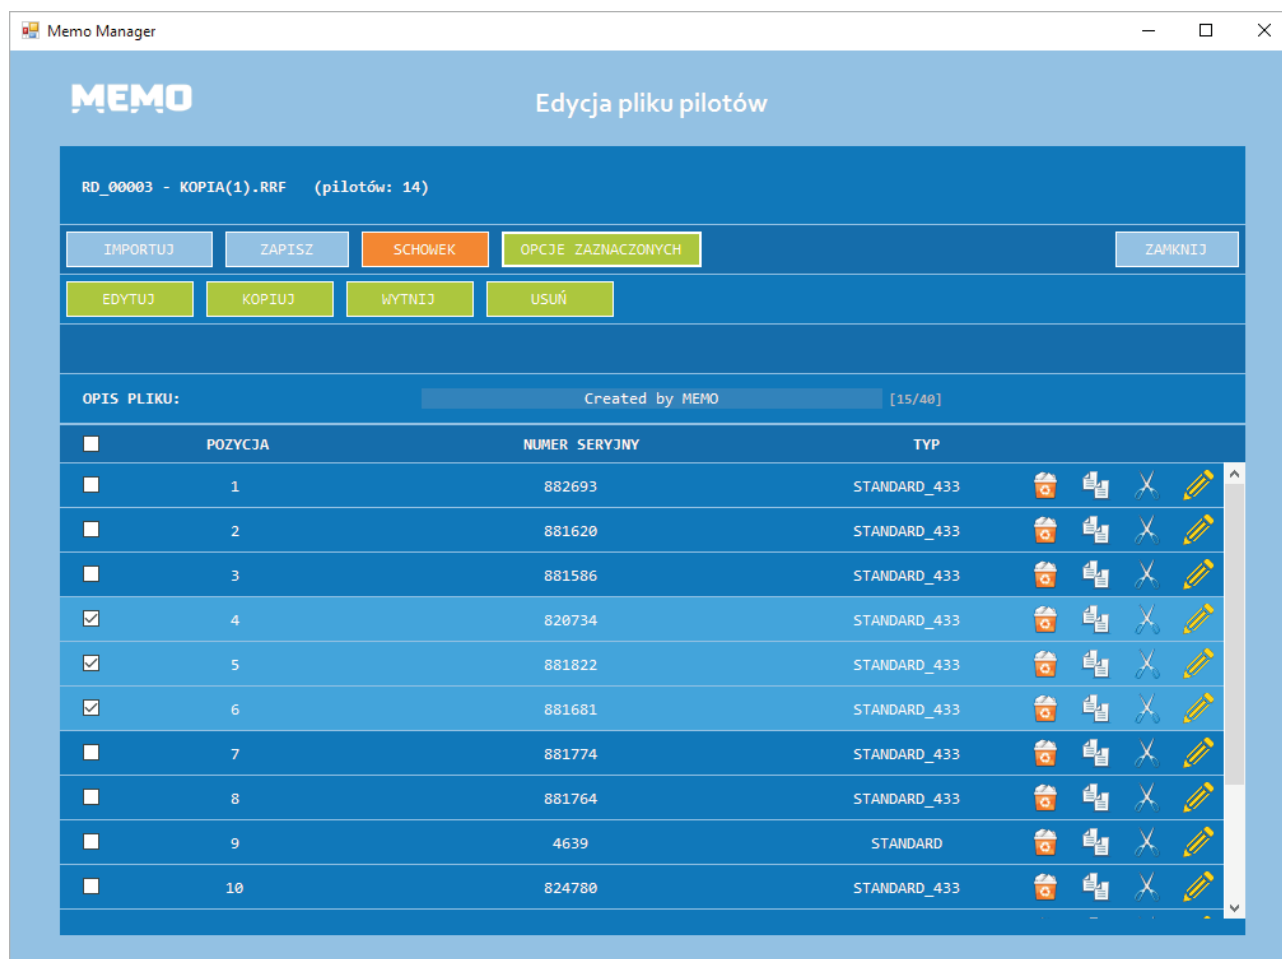 Memo Manager
MEMO
Edycja pliku pilotów
RD_00003 - KOPIA(1).RRF (pilotów: 14)
IMPORTUJ ZAPISZ SCHOWEK OPCJE ZAZNACZONYCH ZAMKNIJ
EDYTUJ KOPIUJ WYTNIJ USUŃ
OPIS PLIKU: Created by MEMO [15/40]
POZYCJA NUMER SERYJNY TYP
1 882693 STANDARD_433
2 881620 STANDARD_433
3 881586 STANDARD_433
4 820734 STANDARD_433
5 881822 STANDARD_433
6 881681 STANDARD_433
7 881774 STANDARD_433
8 881764 STANDARD_433
9 4639 STANDARD
10 824780 STANDARD_433